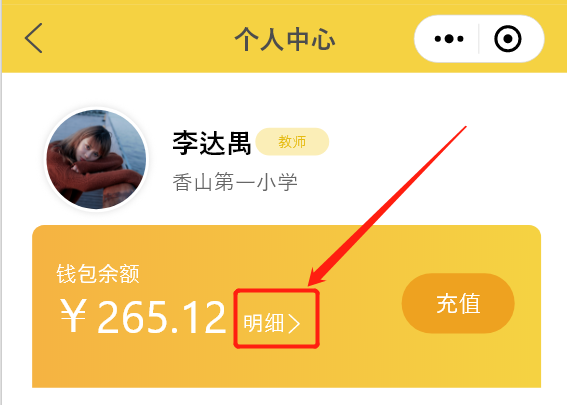 个人中心
李达禺 教师
香山第一小学
钱包余额
￥265.12 明细
充值